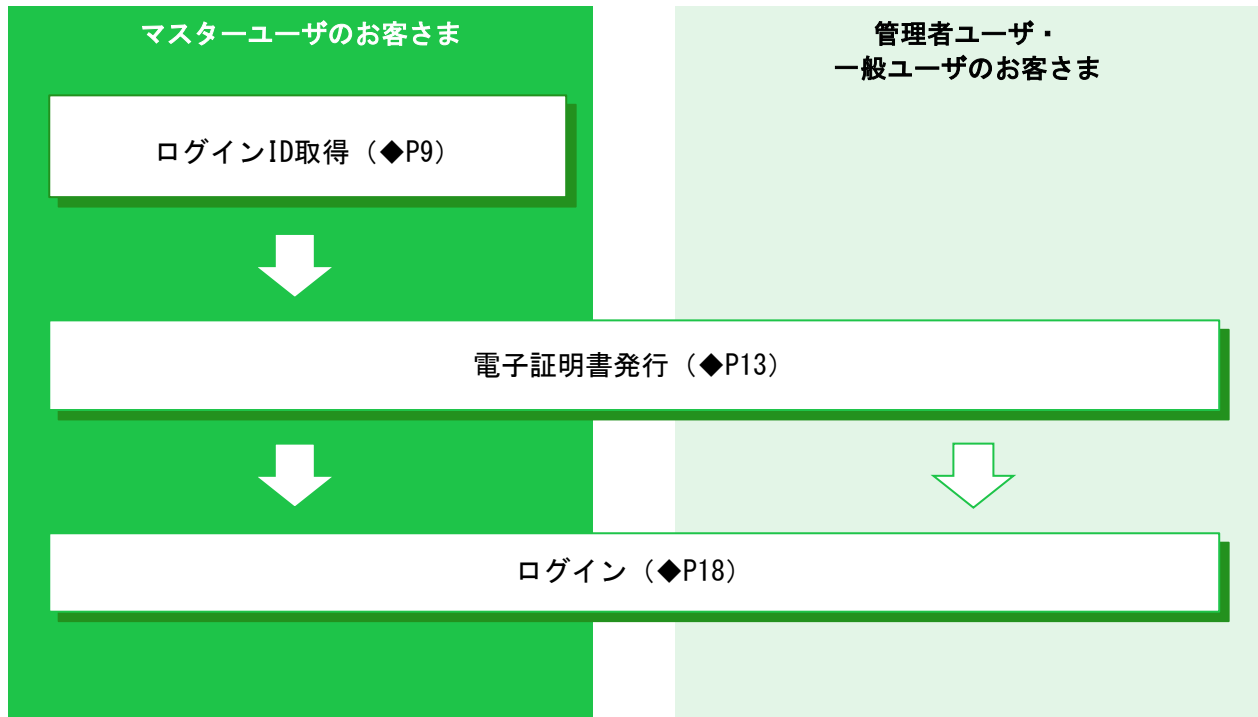 マスターユーザのお客さま
管理者ユーザ・
一般ユーザのお客さま
ログインID取得（◆P9）
電子証明書発行（◆P13）
ログイン（◆P18）